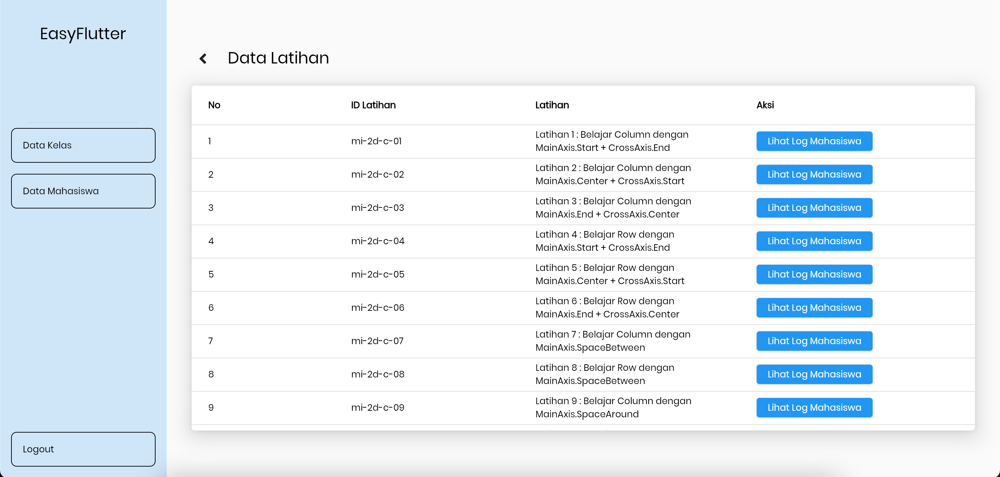 EasyFlutter
Data Kelas
Data Mahasiswa
Logout
Data Latihan
No ID Latihan Latihan Aksi
1 mi-2d-c-01 Latihan 1 : Belajar Column dengan
MainAxis.Start + CrossAxis.End Lihat Log Mahasiswa
2 mi-2d-c-02 Latihan 2 : Belajar Column dengan
MainAxis.Center + CrossAxis.Start Lihat Log Mahasiswa
3 mi-2d-c-03 Latihan 3 : Belajar Column dengan
MainAxis.End + CrossAxis.Center Lihat Log Mahasiswa
4 mi-2d-c-04 Latihan 4 : Belajar Row dengan
MainAxis.Start + CrossAxis.End Lihat Log Mahasiswa
5 mi-2d-c-05 Latihan 5 : Belajar Row dengan
MainAxis.Center + CrossAxis.Start Lihat Log Mahasiswa
6 mi-2d-c-06 Latihan 6 : Belajar Row dengan
MainAxis.End + CrossAxis.Center Lihat Log Mahasiswa
7 mi-2d-c-07 Latihan 7 : Belajar Column dengan
MainAxis.SpaceBetween Lihat Log Mahasiswa
8 mi-2d-c-08 Latihan 8 : Belajar Row dengan
MainAxis.SpaceBetween Lihat Log Mahasiswa
9 mi-2d-c-09 Latihan 9 : Belajar Column dengan
MainAxis.SpaceAround Lihat Log Mahasiswa